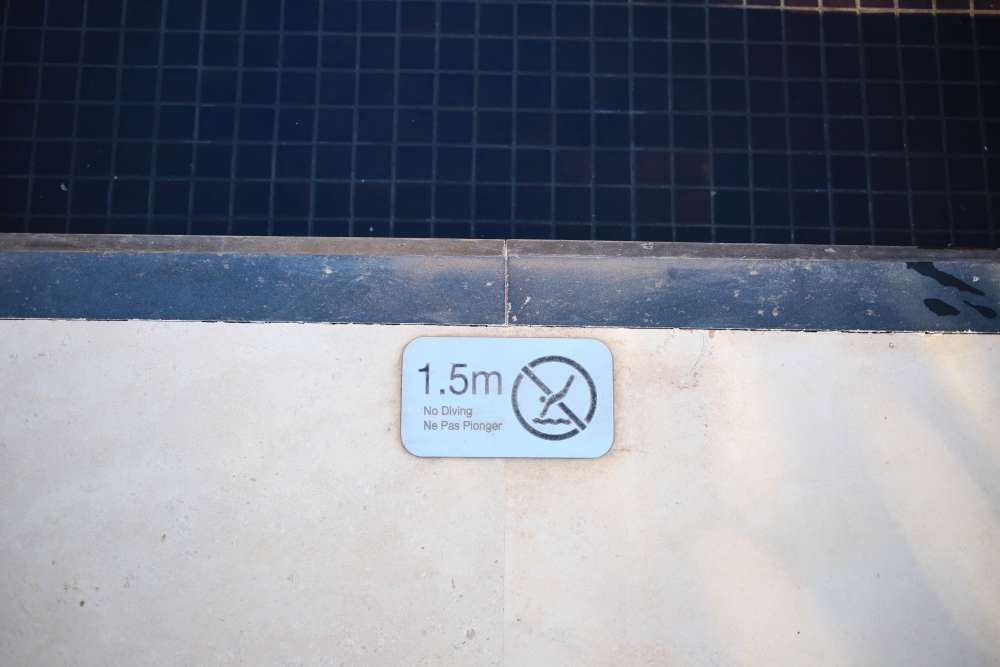 1.5m
No Diving
Ne Pas Plonger